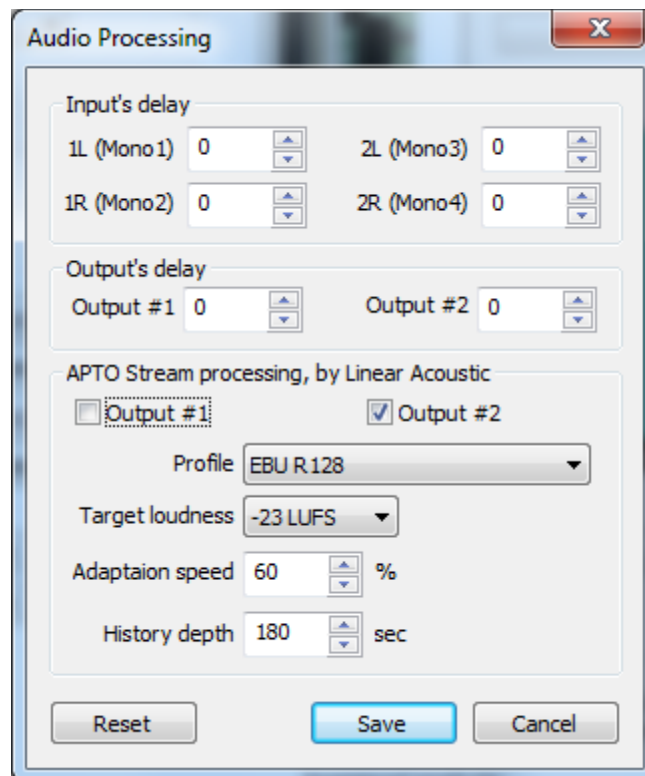 Audio Processing
Input's delay
1L (Mono1) 0 2L (Mono3) 0
1R (Mono2) 0 2R (Mono4) 0
Output's delay
Output #1 0 Output #2 0
APTO Stream processing, by Linear Acoustic
Output #1 Output #2
Profile EBU R128
Target loudness -23 LUFS
Adaptaion speed 60 %
History depth 180 sec
Reset Save Cancel